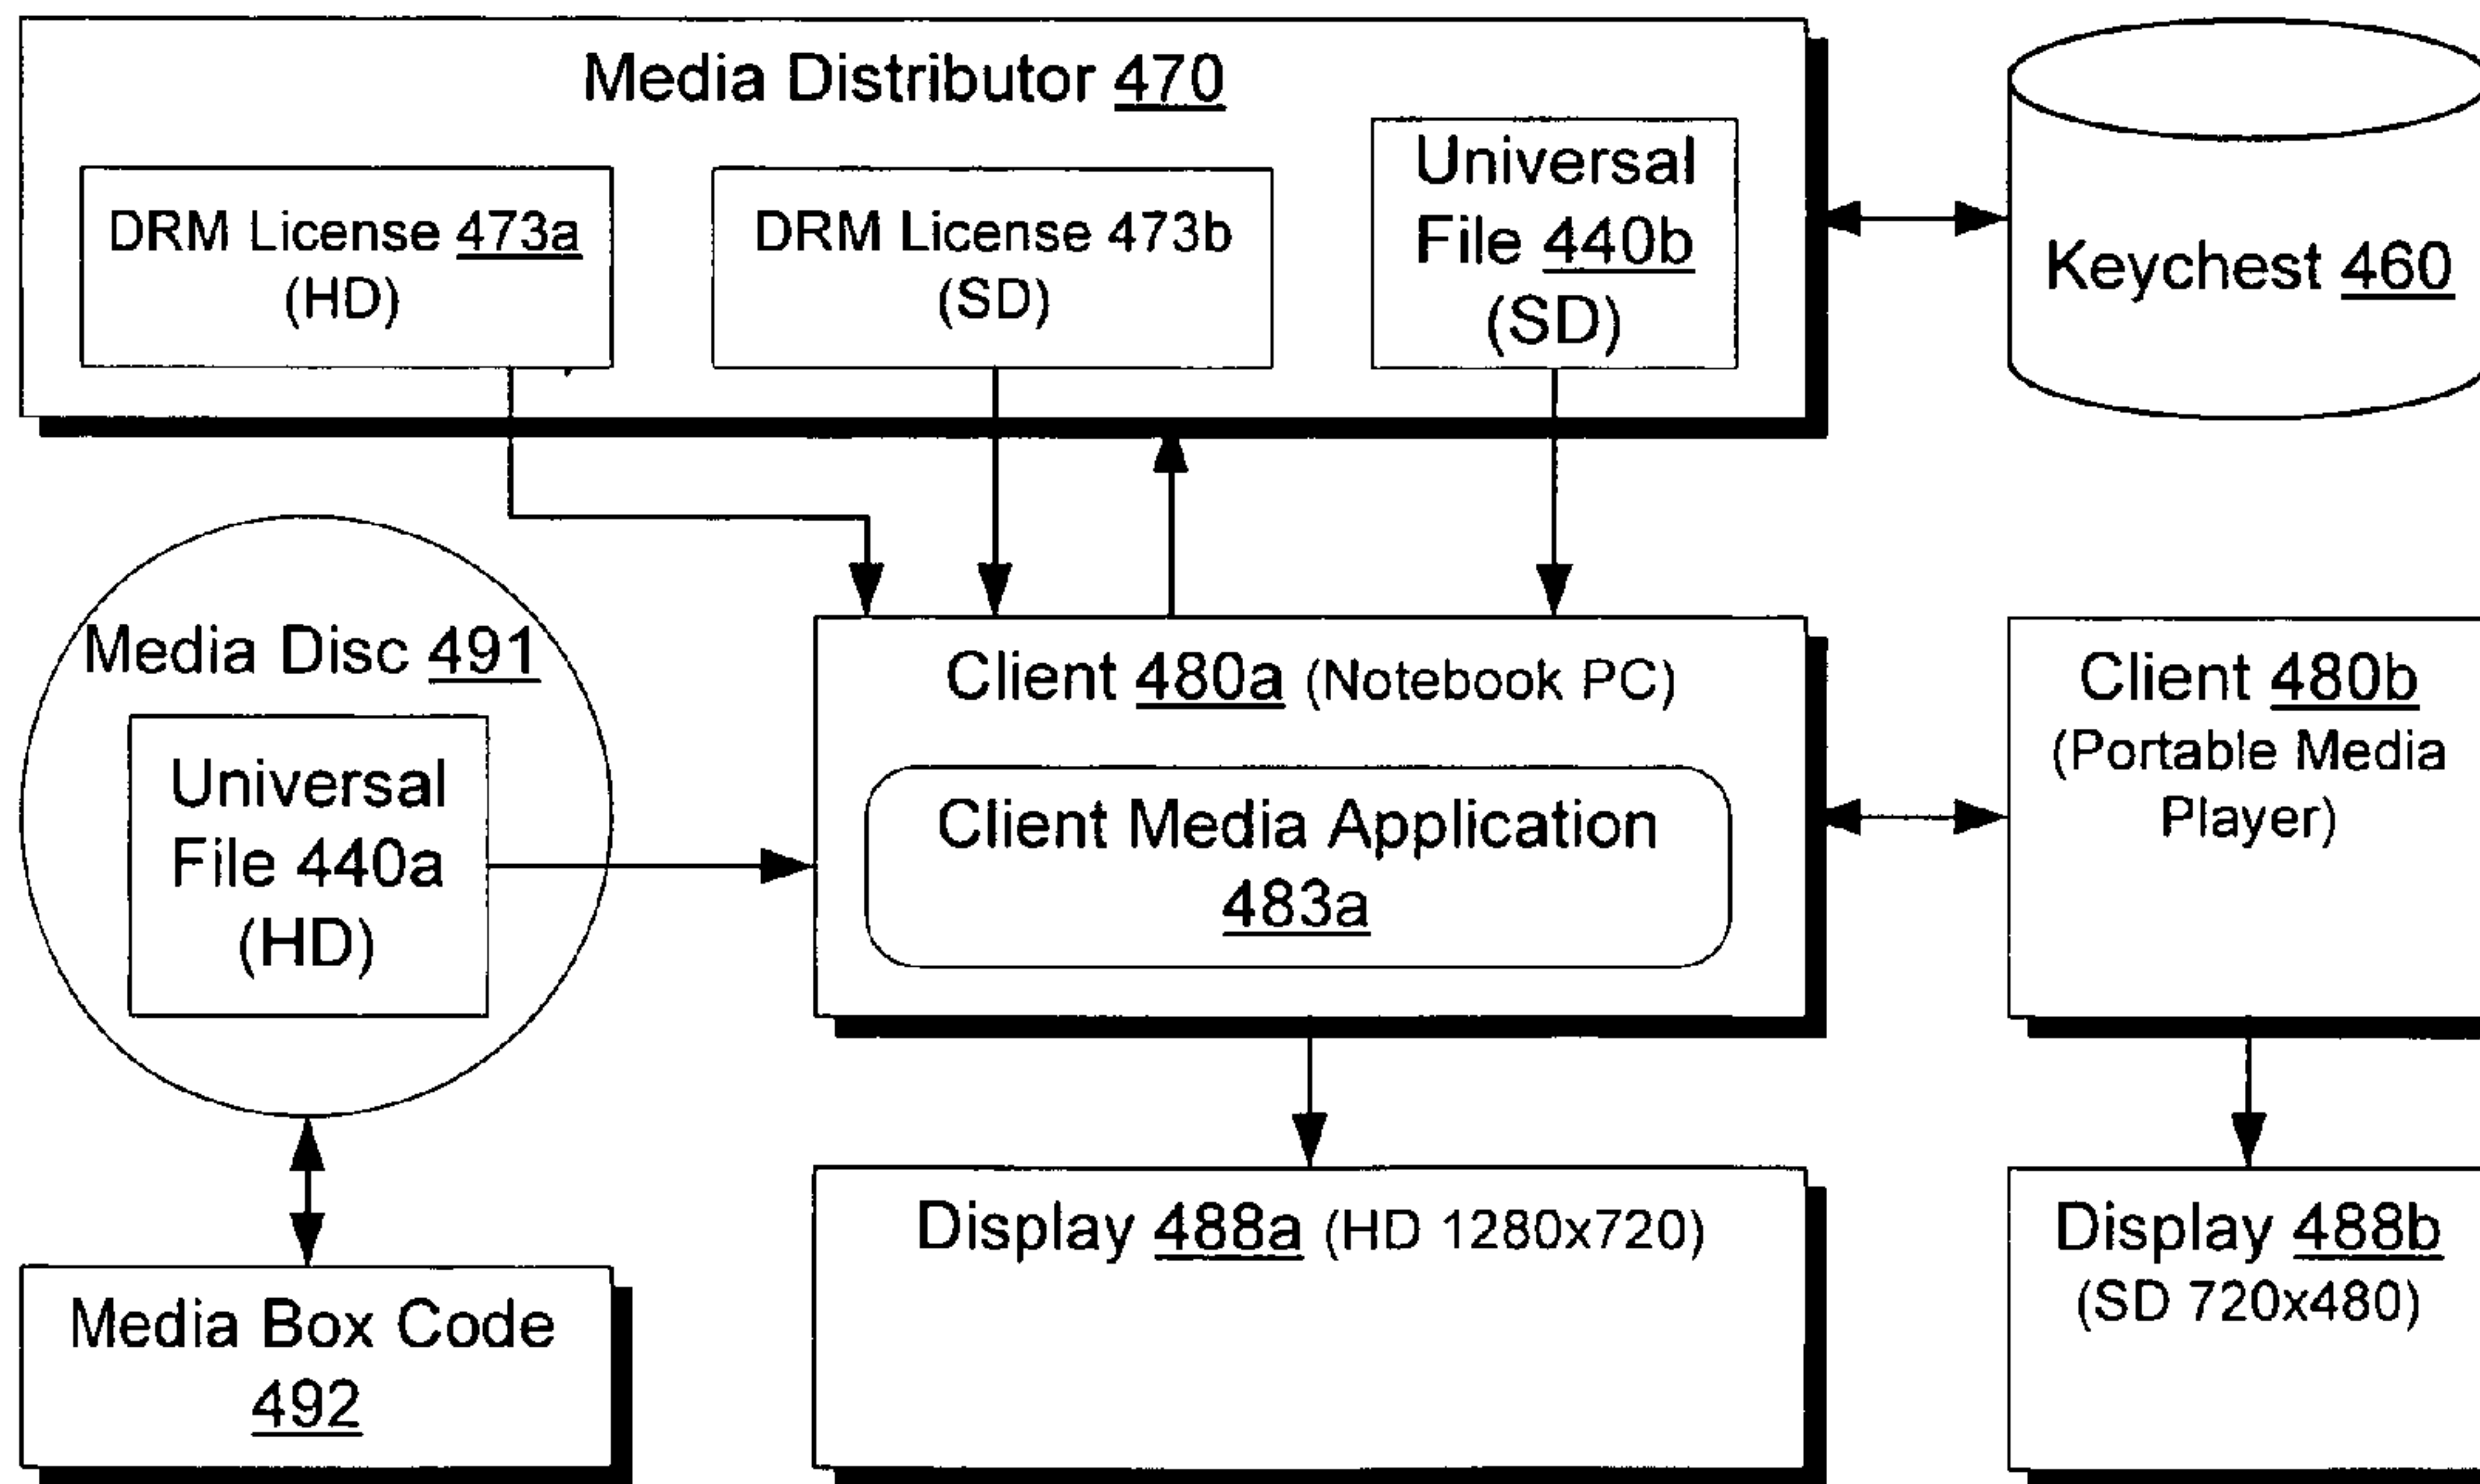 Media Distributor 470
DRM License 473a
(HD)
DRM License 473b
(SD)
Universal
File 440b
(SD)
Keychest 460
Media Disc 491
Universal
File 440a
(HD)
Client 480a (Notebook PC)
Client Media Application
483a
Client 480b
(Portable Media
Player)
Media Box Code
492
Display 488a (HD 1280x720)
Display 488b
(SD 720x480)